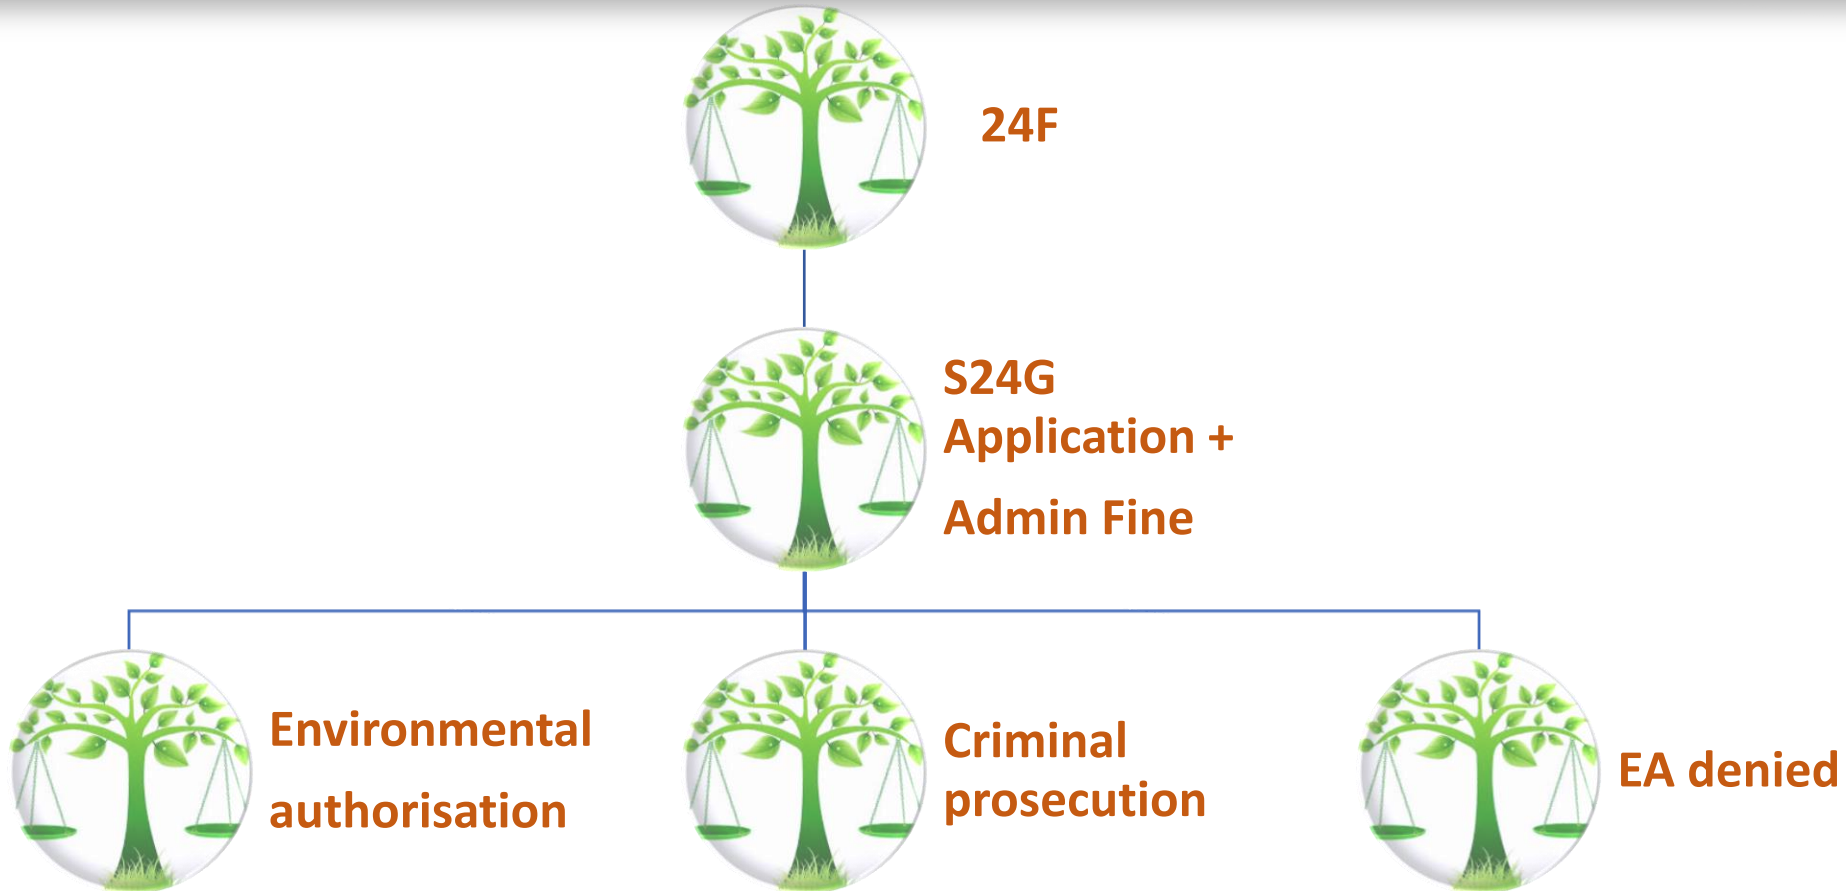 24F
S24G
Application +
Admin Fine
Environmental
authorisation
Criminal
prosecution
EA denied